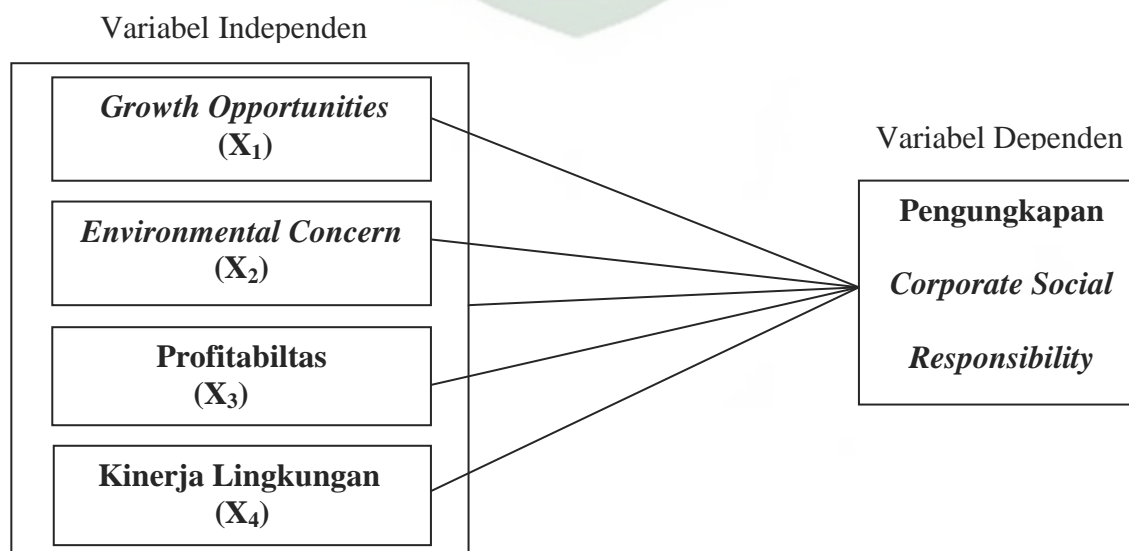 Variabel Independen
Growth Opportunities
(X₁)
Environmental Concern
(X₂)
Profitabiltas
(X₃)
Kinerja Lingkungan
(X₄)
Variabel Dependen
Pengungkapan
Corporate Social
Responsibility